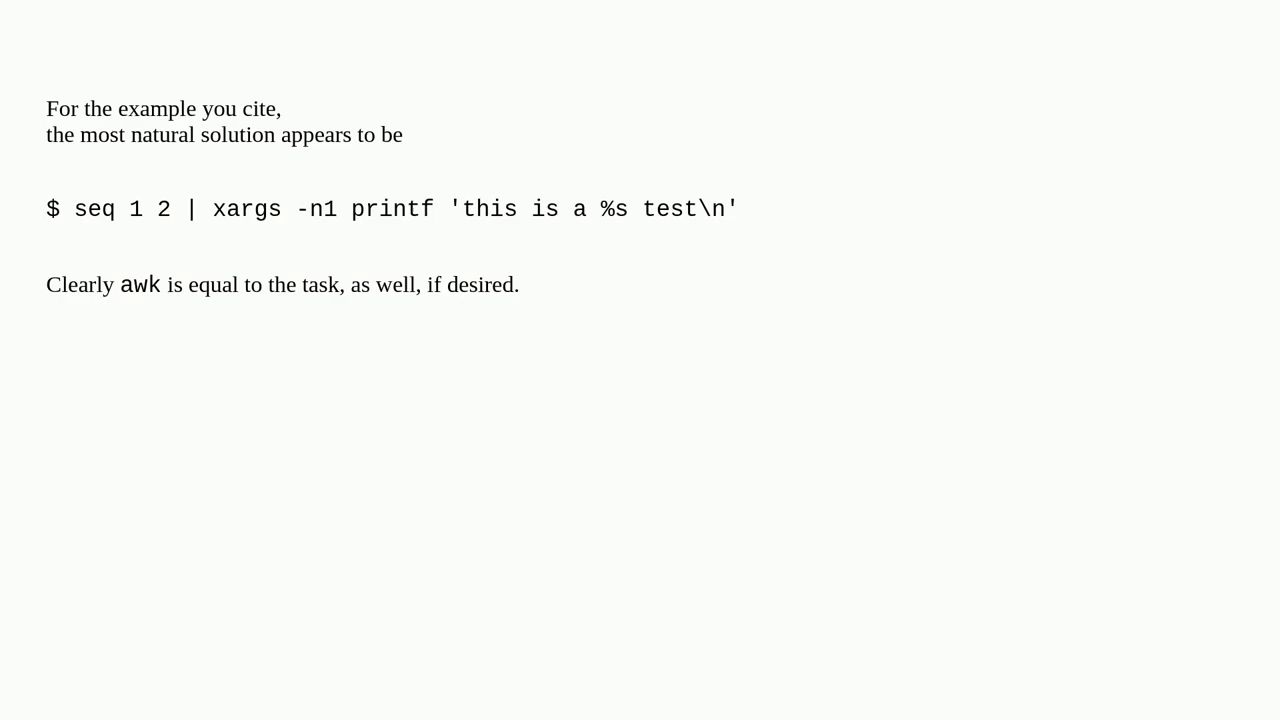 For the example you cite,
the most natural solution appears to be
$ seq 1 2 | xargs -n1 printf 'this is a %s test\n'
Clearly awk is equal to the task, as well, if desired.